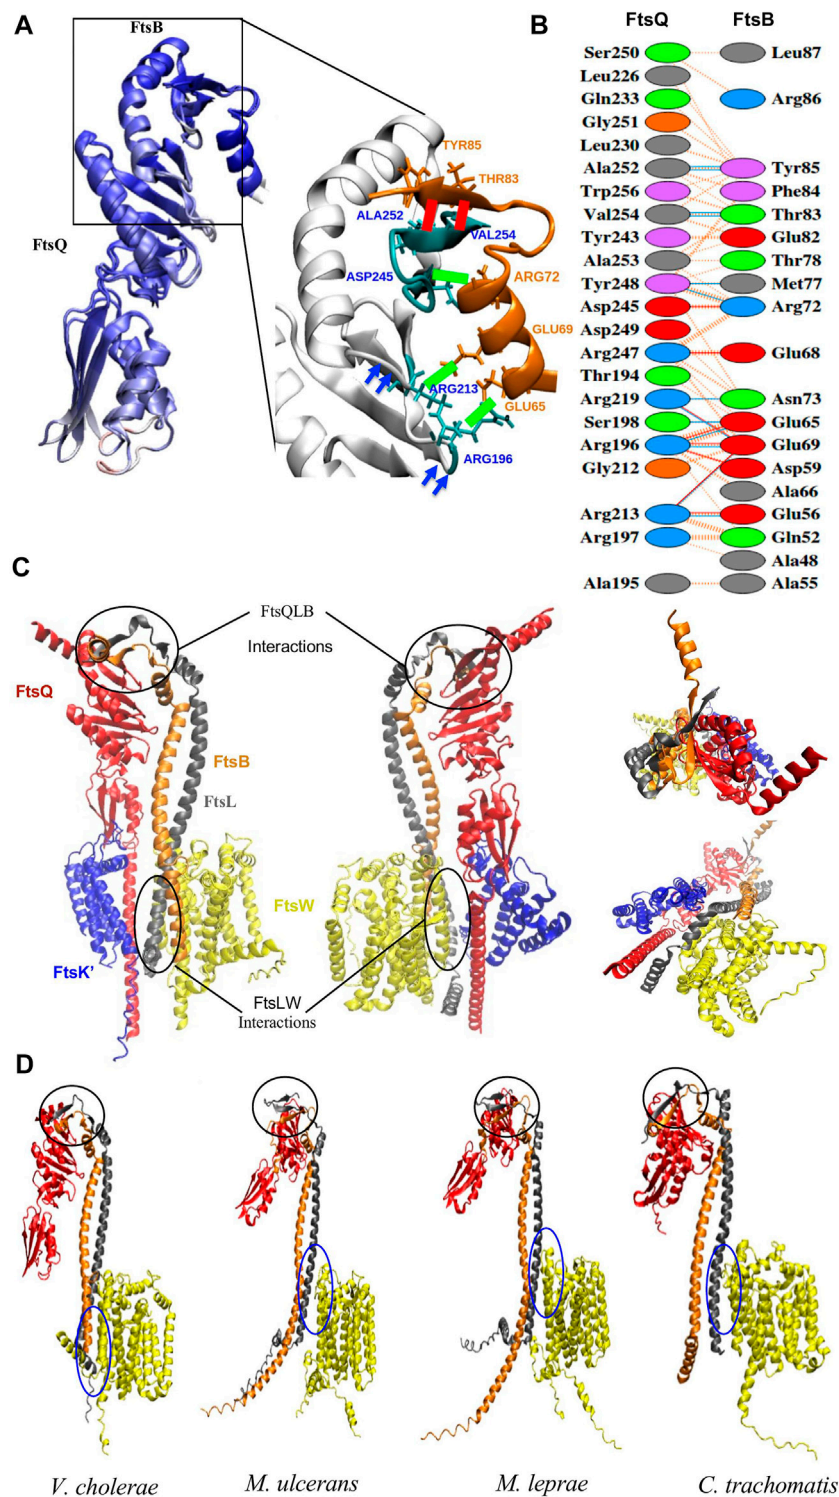 A
FtsB
FtsQ
TYR85
THR83
ALA252
VAL254
ASP245
ARG72
GLU69
ARG213
GLU65
ARG196
B
FtsQ FtsB
Ser250 Leu87
Leu226
Gln233 Arg86
Gly251
Leu230
Ala252 Tyr85
Trp256 Phe84
Val254 Thr83
Tyr243 Glu82
Ala253 Thr78
Tyr248 Met77
Asp245 Arg72
Asp249
Arg247 Glu68
Thr194
Arg219 Asn73
Ser198 Glu65
Arg196 Glu69
Gly212 Asp59
Ala66
Arg213 Glu56
Arg197 Gln52
Ala48
Ala195 Ala55
C
FtsQLB
Interactions
FtsQ
FtsB
FtsL
FtsW
FtsK’
FtsLW
Interactions
D
V. cholerae M. ulcerans M. leprae C. trachomatis